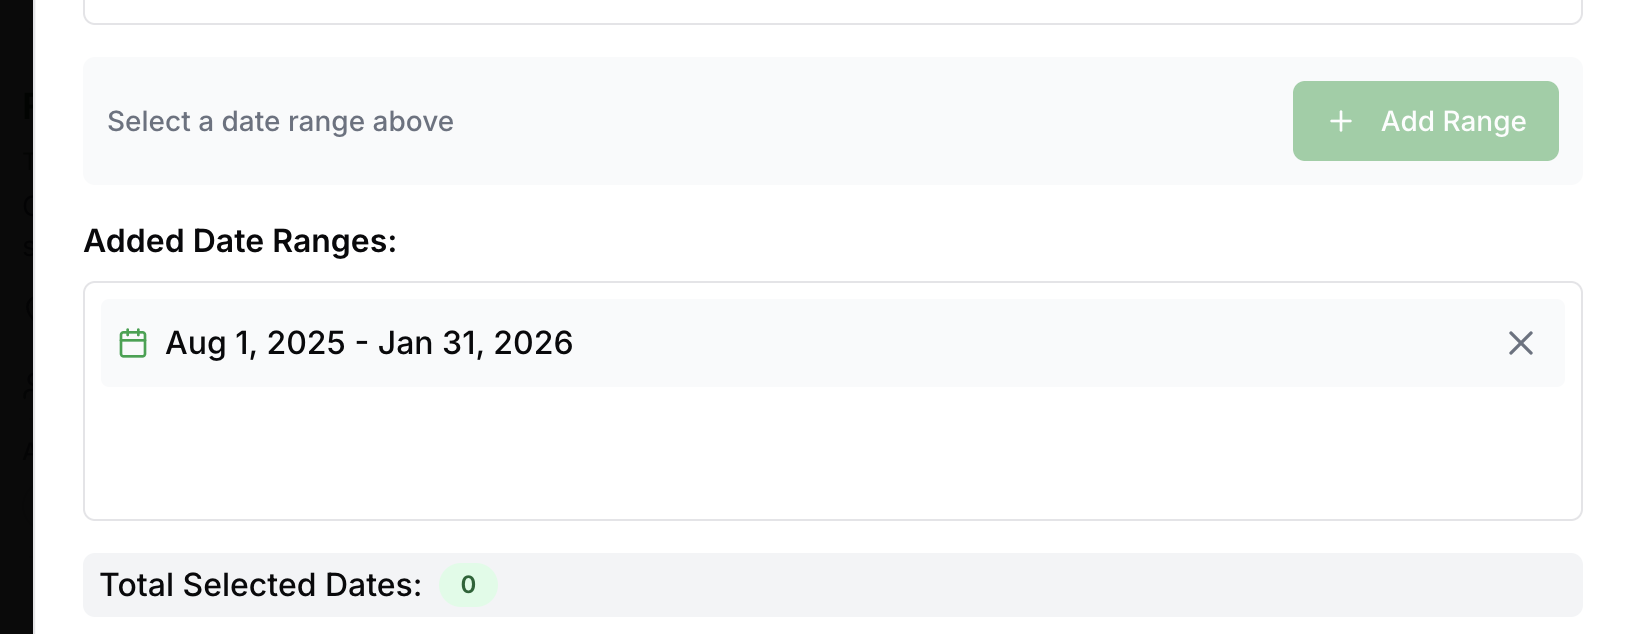 Select a date range above
Add Range
Added Date Ranges:
Aug 1, 2025 - Jan 31, 2026
Total Selected Dates: 0